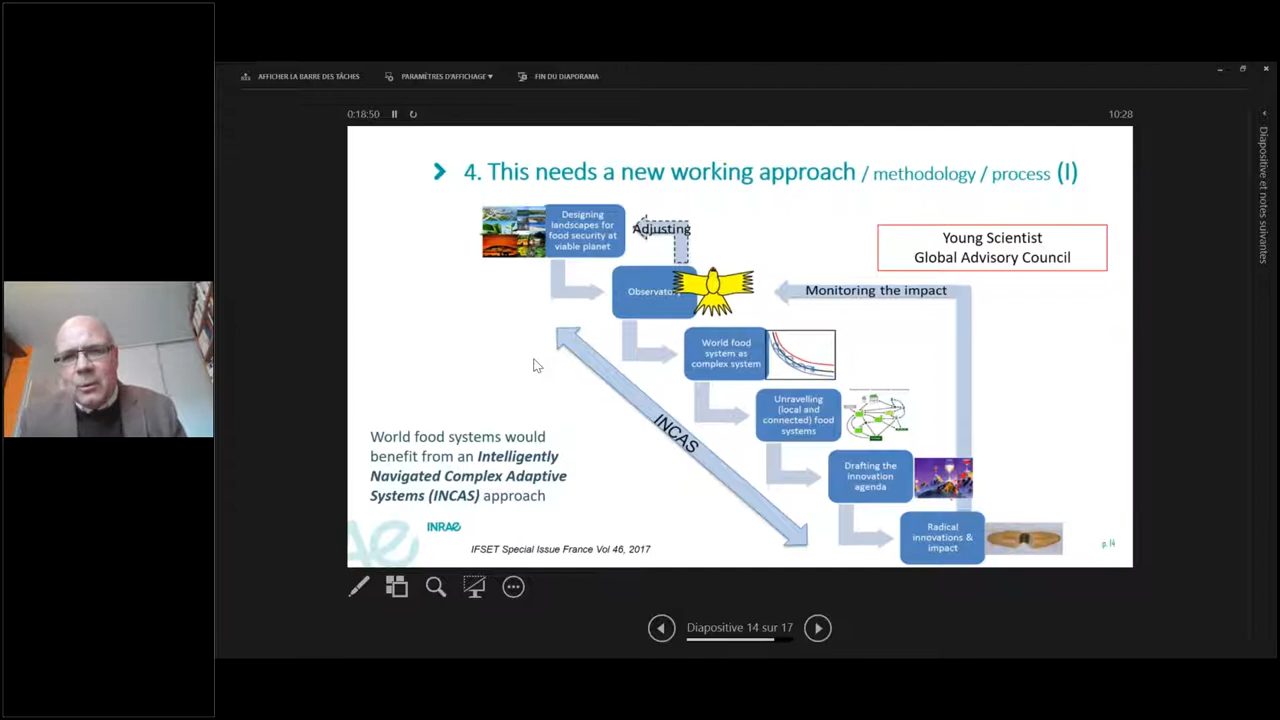 AFFICHER LA BARRE DES TÂCHES
PARAMÈTRES D'AFFICHAGE ▾
FIN DU DIAPORAMA
0:18:50
10:28
Diapositive et notes suivantes
4. This needs a new working approach / methodology / process (I)
Designing
landscapes for
food security at
viable planet
Adjusting
Young Scientist
Global Advisory Council
Monitoring the impact
World food
system as
complex system
Unravelling
(local and
connected) food
systems
INCAS
World food systems would
benefit from an Intelligently
Navigated Complex Adaptive
Systems (INCAS) approach
Drafting the
innovation
agenda
Radical
innovations &
impact
INRAE
IFSET Special Issue France Vol 46, 2017
p. 14
Diapositive 14 sur 17